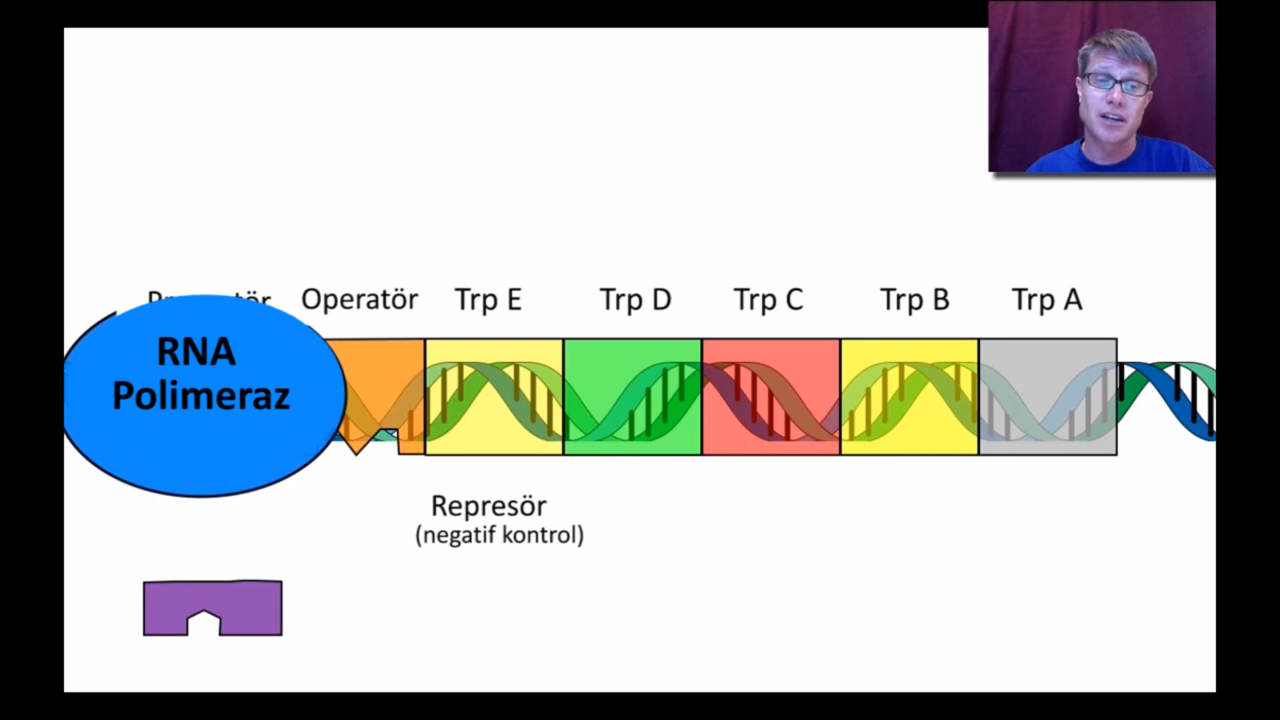 Operatör
Trp E
Trp D
Trp C
Trp B
Trp A
RNA
Polimeraz
Represör
(negatif kontrol)